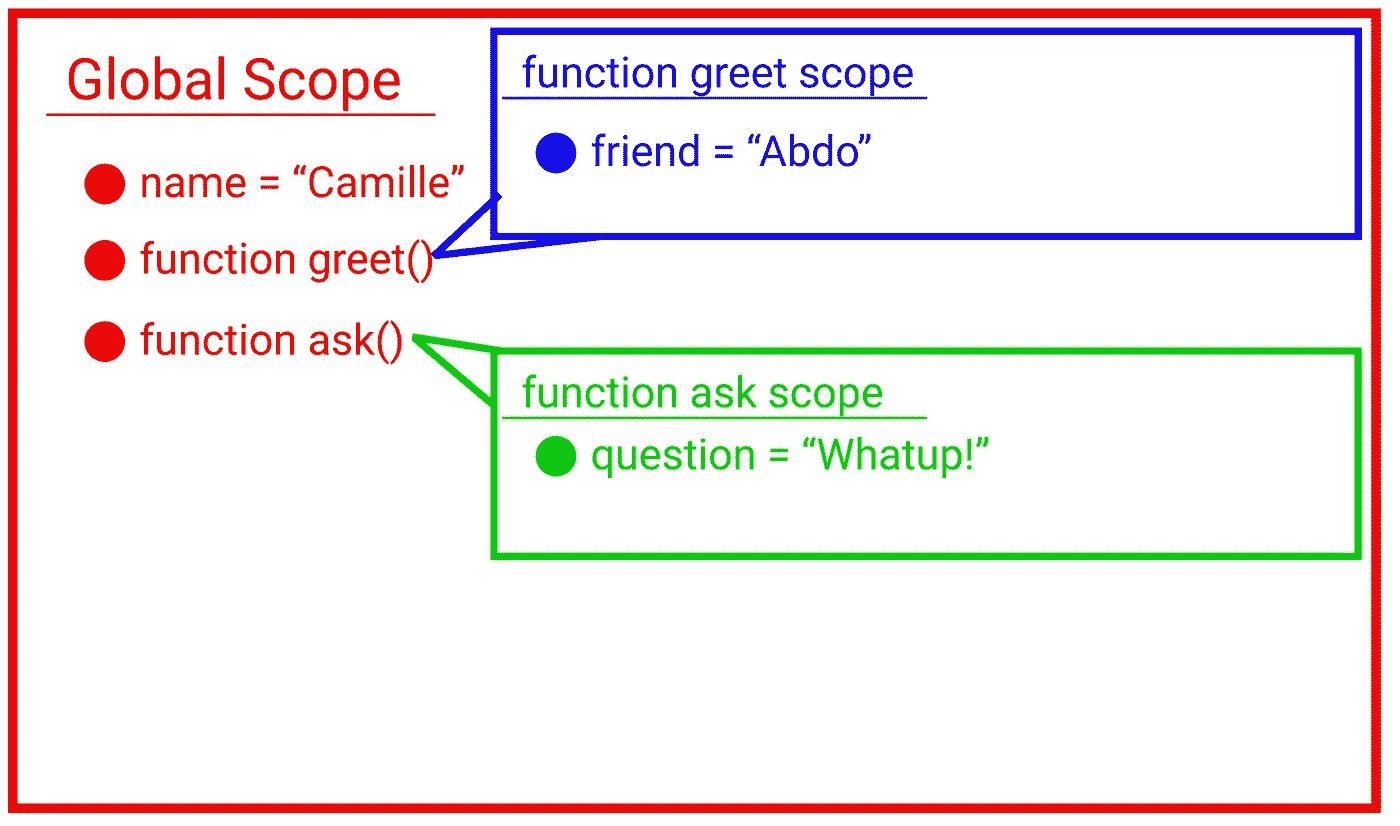 Global Scope
name = “Camille”
function greet()
function ask()
function greet scope
friend = “Abdo”
function ask scope
question = “Whatup!”